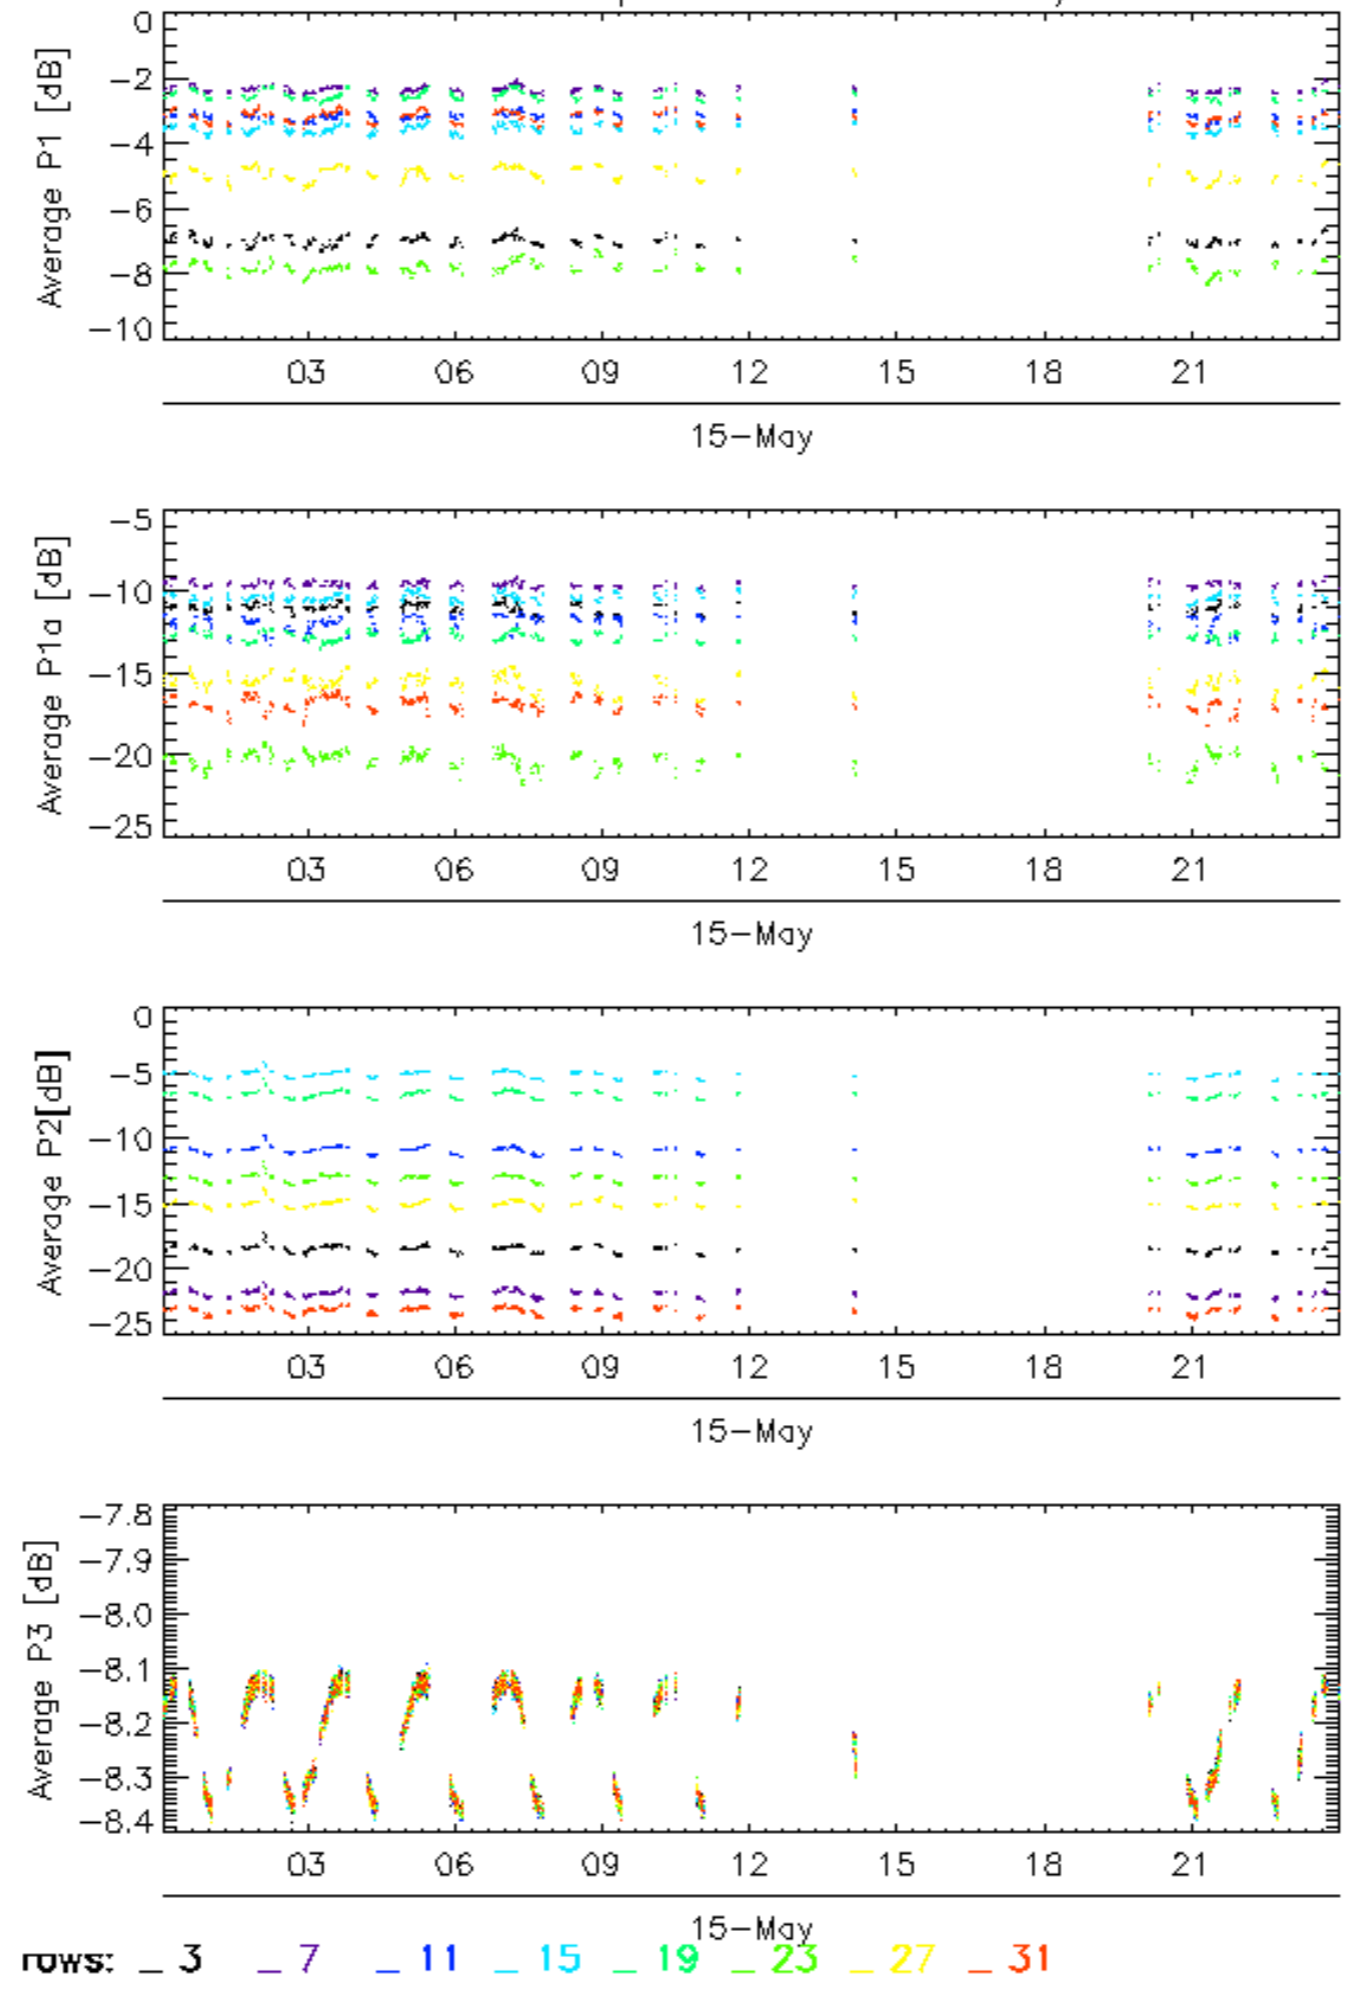 0
-2
-4
-6
-8
-10
Average P1 [dB]
03 06 09 12 15 18 21
15-May
-5
-10
-15
-20
-25
Average P1a [dB]
03 06 09 12 15 18 21
15-May
0
-5
-10
-15
-20
-25
Average P2[dB]
03 06 09 12 15 18 21
15-May
-7.8
-7.9
-8.0
-8.1
-8.2
-8.3
-8.4
Average P3 [dB]
03 06 09 12 15 18 21
15-May
rows: _ 3 _ 7 _ 11 _ 15 _ 19 _ 23 _ 27 _ 31